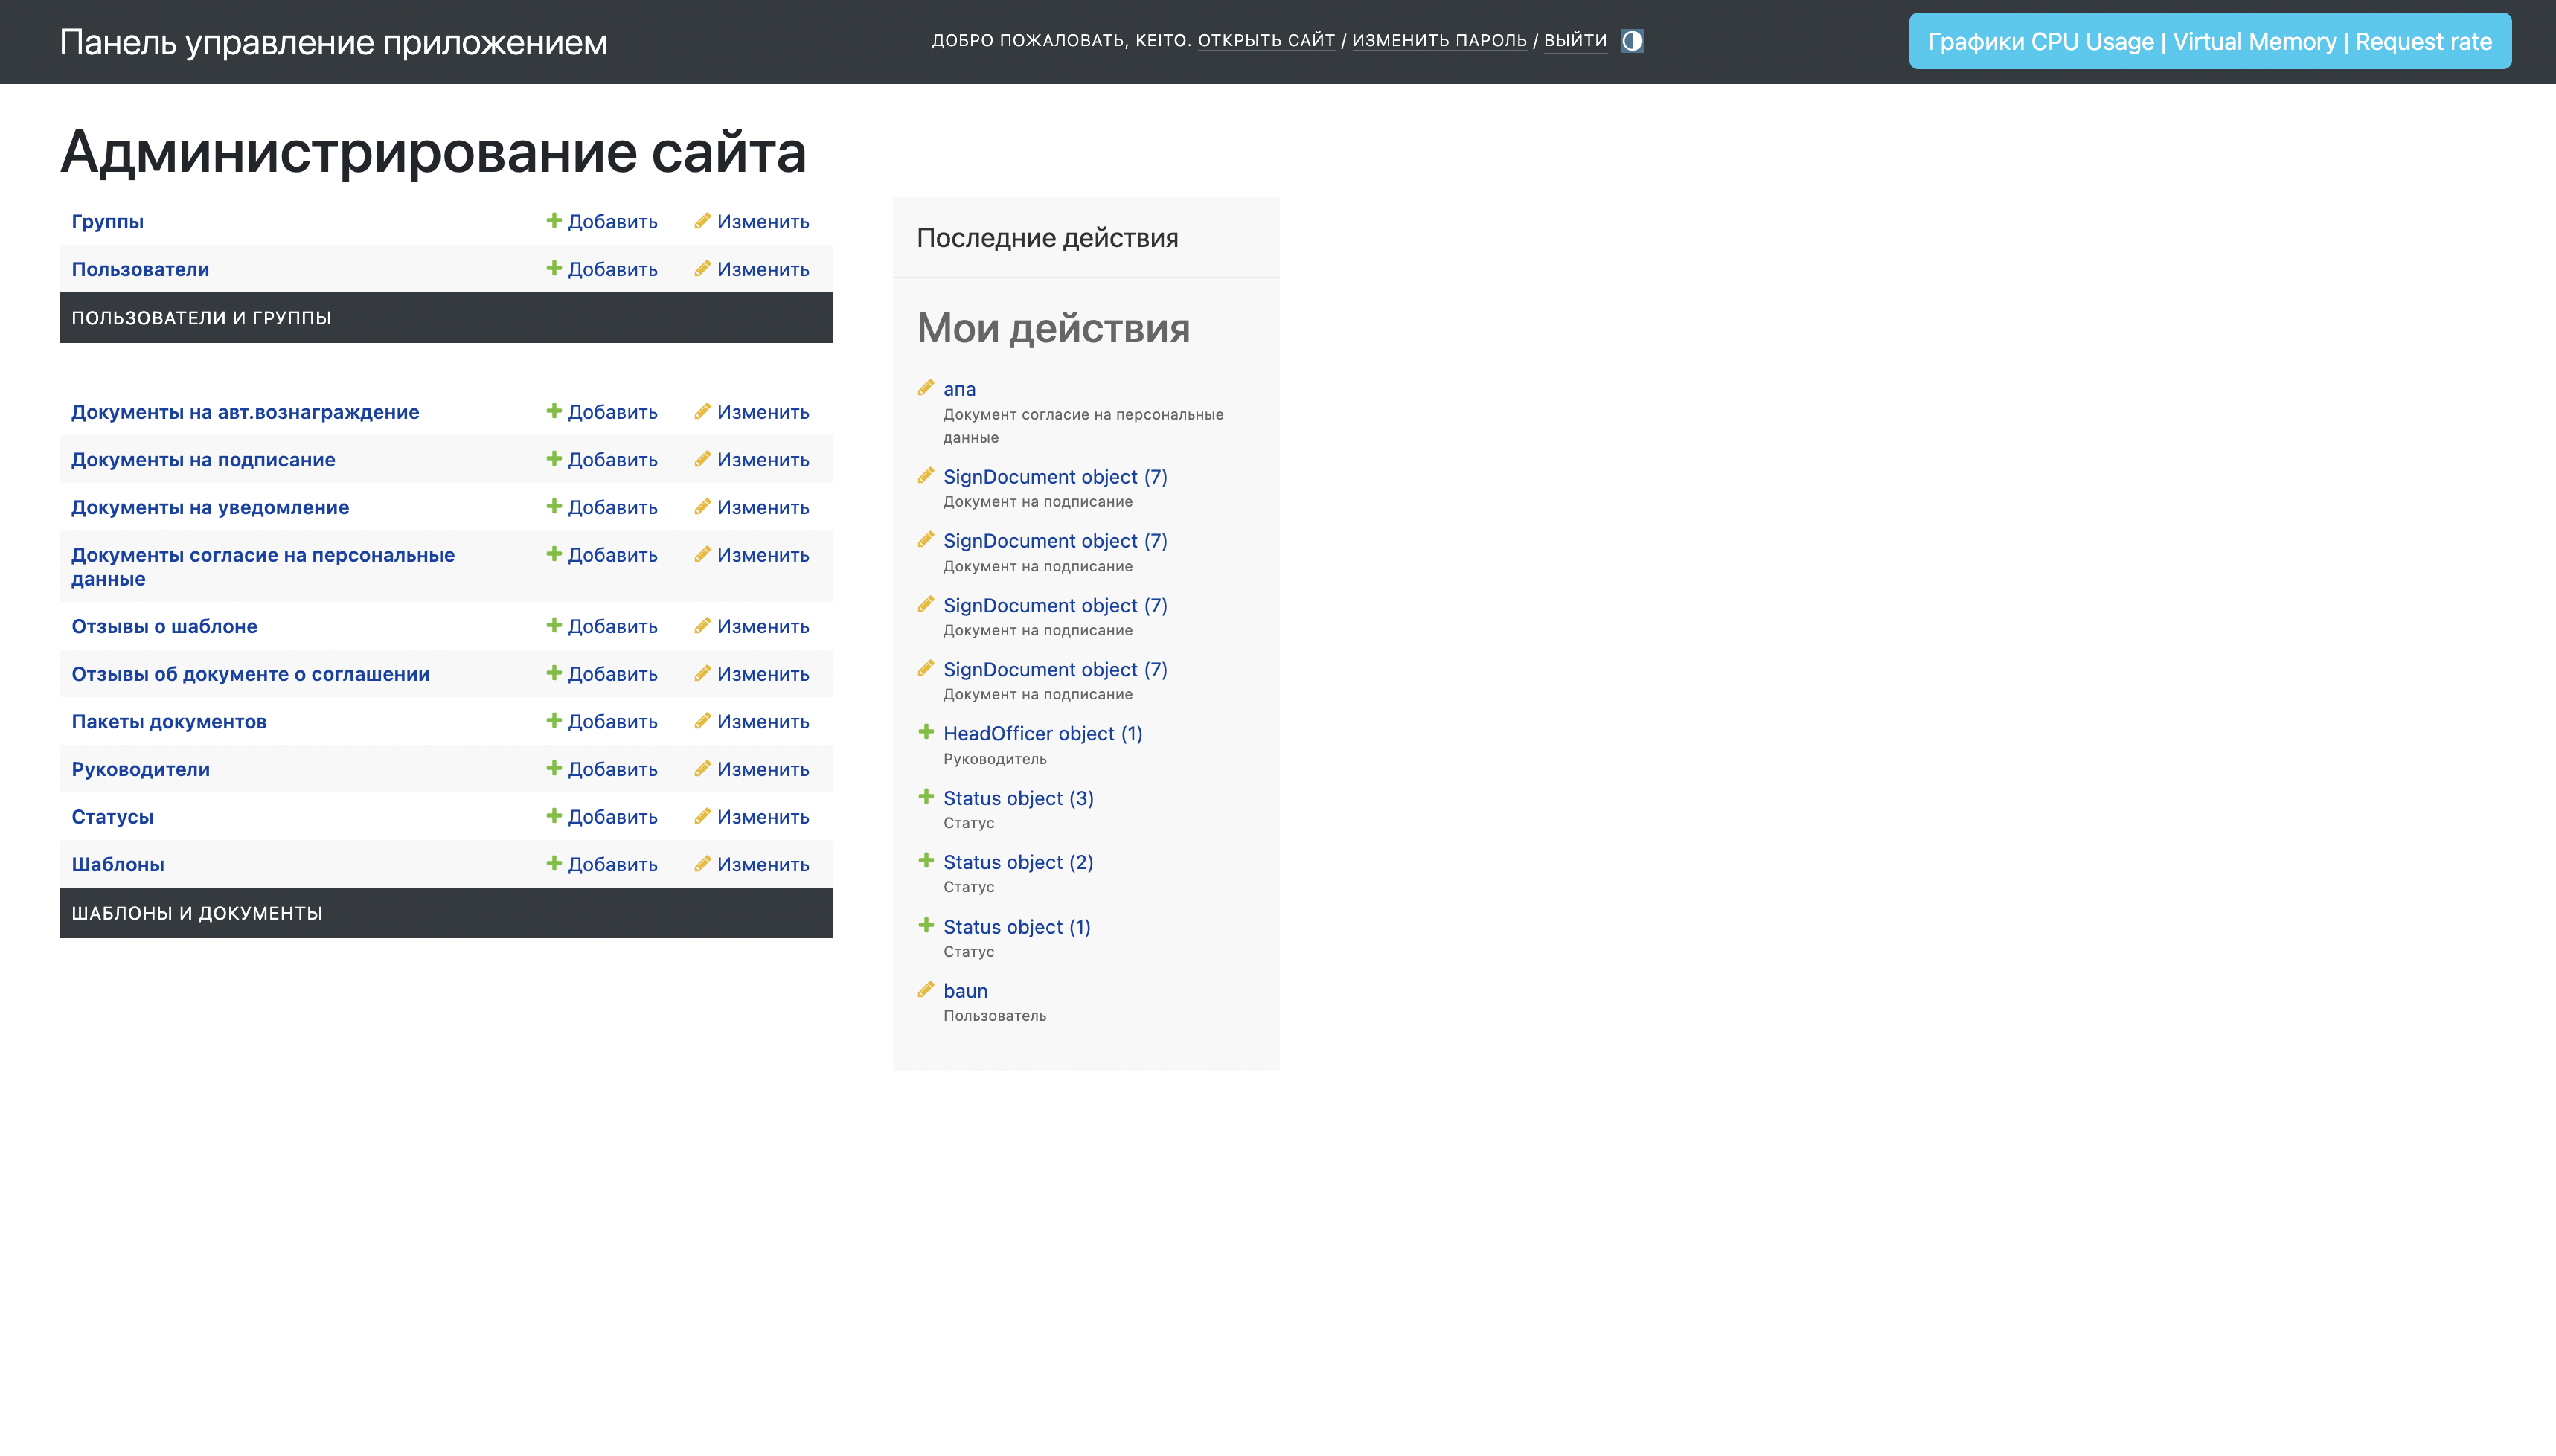 Панель управление приложением
ДОБРО ПОЖАЛОВАТЬ, KEITO. ОТКРЫТЬ САЙТ / ИЗМЕНИТЬ ПАРОЛЬ / ВЫЙТИ
Графики CPU Usage | Virtual Memory | Request rate
Администрирование сайта
Группы Добавить Изменить
Пользователи Добавить Изменить
ПОЛЬЗОВАТЕЛИ И ГРУППЫ
Документы на авт.вознаграждение Добавить Изменить
Документы на подписание Добавить Изменить
Документы на уведомление Добавить Изменить
Документы согласие на персональные Добавить Изменить
данные
Отзывы о шаблоне Добавить Изменить
Отзывы об документе о соглашении Добавить Изменить
Пакеты документов Добавить Изменить
Руководители Добавить Изменить
Статусы Добавить Изменить
Шаблоны Добавить Изменить
ШАБЛОНЫ И ДОКУМЕНТЫ
Последние действия
Мои действия
апа
Документ согласие на персональные
данные
SignDocument object (7)
Документ на подписание
SignDocument object (7)
Документ на подписание
SignDocument object (7)
Документ на подписание
SignDocument object (7)
Документ на подписание
HeadOfficer object (1)
Руководитель
Status object (3)
Статус
Status object (2)
Статус
Status object (1)
Статус
baun
Пользователь